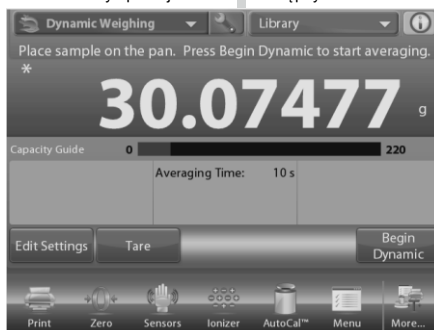 Dynamic Weighing Library
Place sample on the pan. Press Begin Dynamic to start averaging.
*
30.07477 g
Capacity Guide 0 220
Averaging Time: 10 s
Edit Settings Tare Begin Dynamic
Print Zero Sensors Ionizer AutoCal™ Menu More...